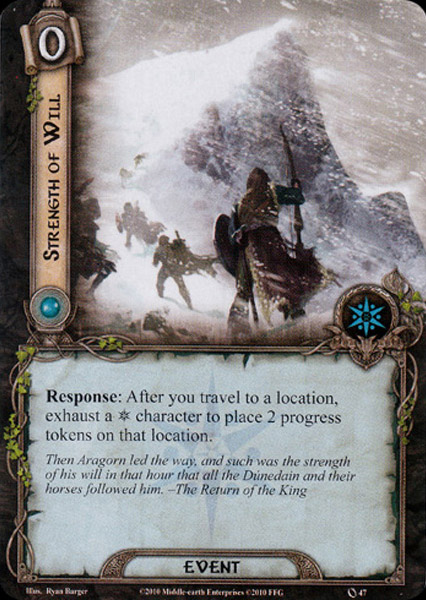 0
STRENGTH OF WILL
Response: After you travel to a location,
exhaust a character to place 2 progress
tokens on that location.
Then Aragorn led the way, and such was the strength
of his will in that hour that all the Dúnedain and their
horses followed him. –The Return of the King
EVENT
Illus. Ryan Barger ©2010 Middle-earth Enterprises ©2010 FFG 47